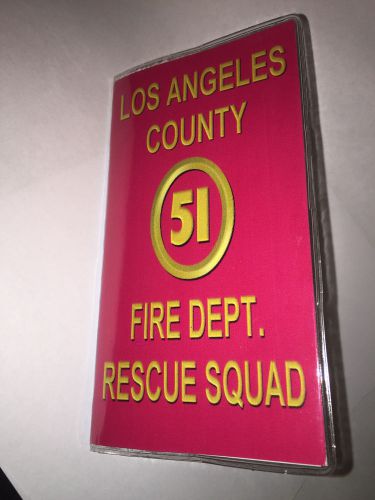 LOS ANGELES
COUNTY
51
FIRE DEPT.
RESCUE SQUAD